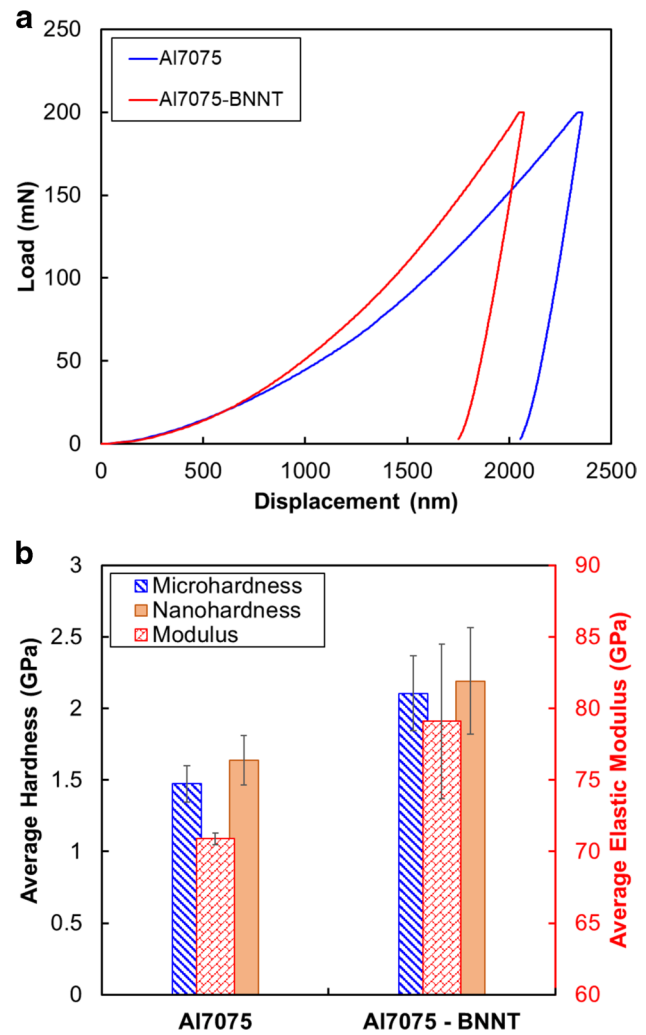 a
250
200
150
100
50
0
Load (mN)
Al7075
Al7075-BNNT
0 500 1000 1500 2000 2500
Displacement (nm)
b
3
2.5
2
1.5
1
0.5
0
Average Hardness (GPa)
Microhardness
Nanohardness
Modulus
90
85
80
75
70
65
60
Average Elastic Modulus (GPa)
Al7075 Al7075 - BNNT